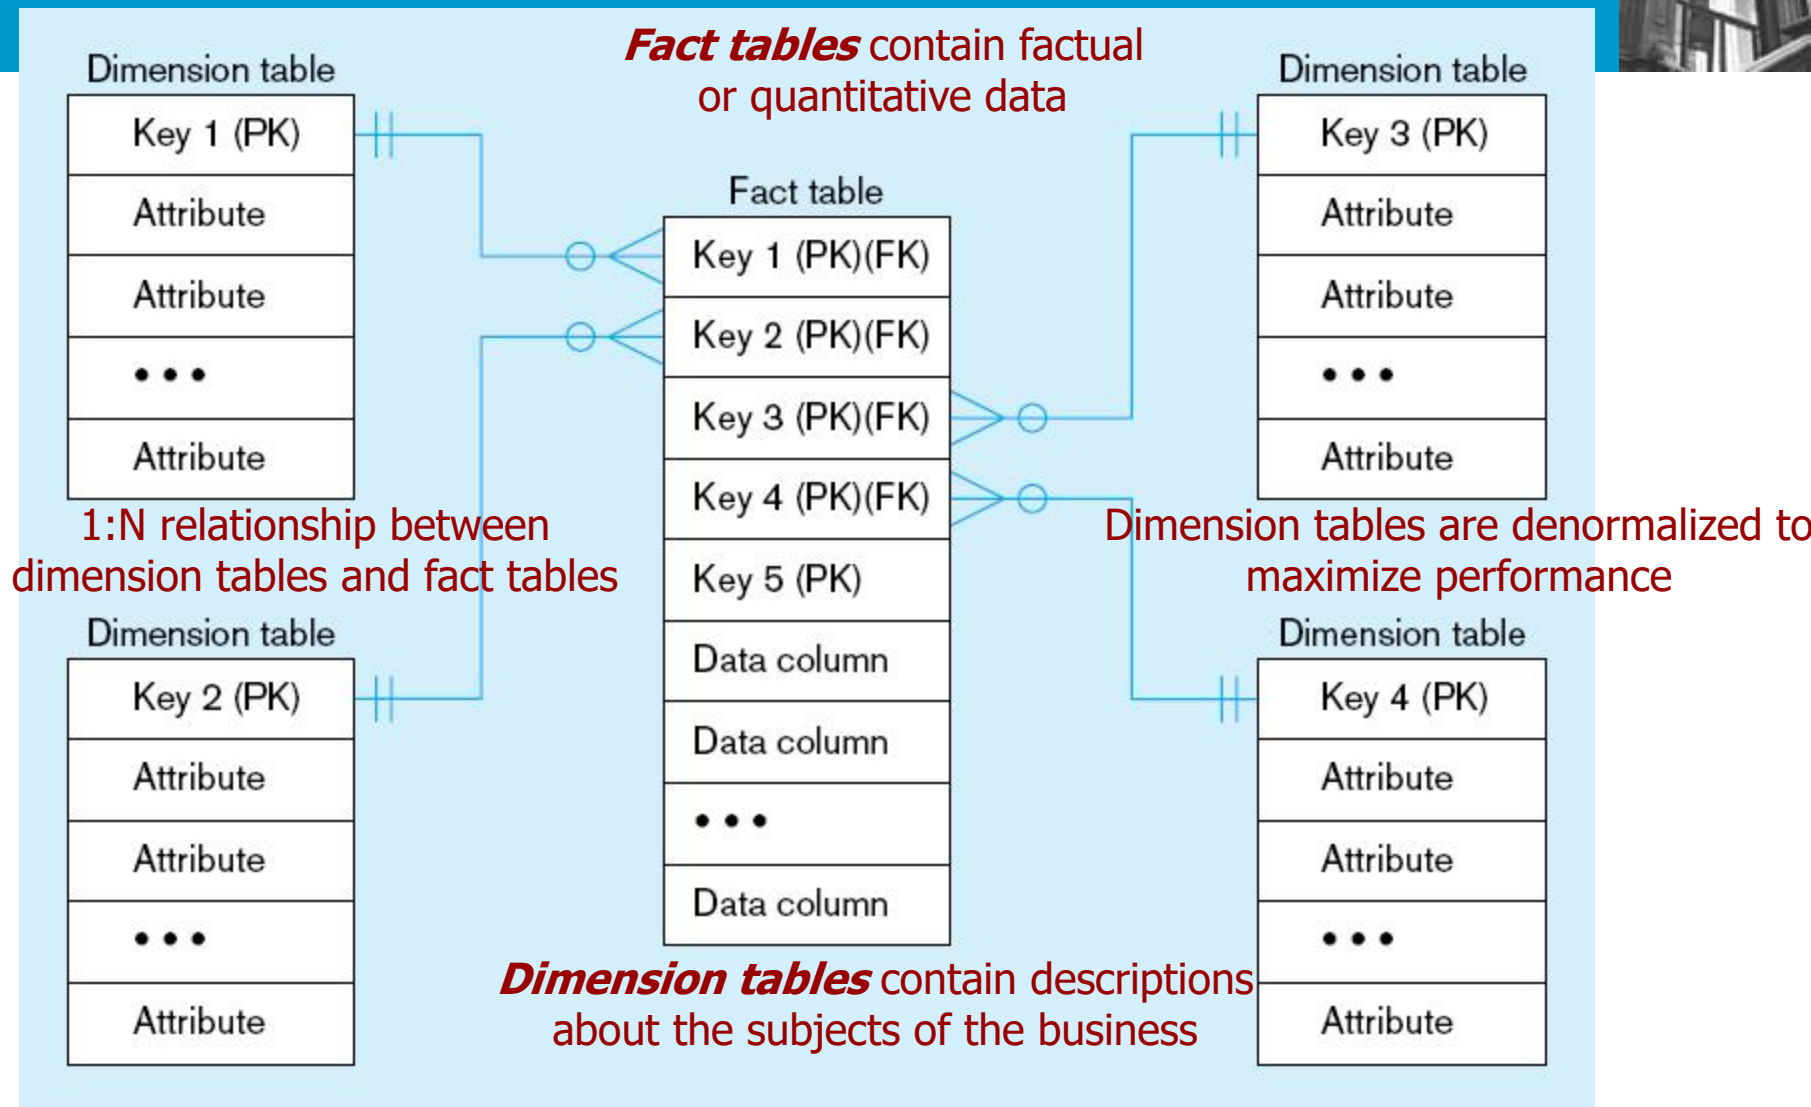 Fact tables contain factual
or quantitative data
Dimension table
Key 1 (PK)
Attribute
Attribute
•••
Attribute
1:N relationship between
dimension tables and fact tables
Dimension table
Key 2 (PK)
Attribute
Attribute
•••
Attribute
Fact table
Key 1 (PK)(FK)
Key 2 (PK)(FK)
Key 3 (PK)(FK)
Key 4 (PK)(FK)
Key 5 (PK)
Data column
Data column
•••
Data column
Dimension tables contain descriptions
about the subjects of the business
Dimension table
Key 3 (PK)
Attribute
Attribute
•••
Attribute
Dimension tables are denormalized to
maximize performance
Dimension table
Key 4 (PK)
Attribute
Attribute
•••
Attribute